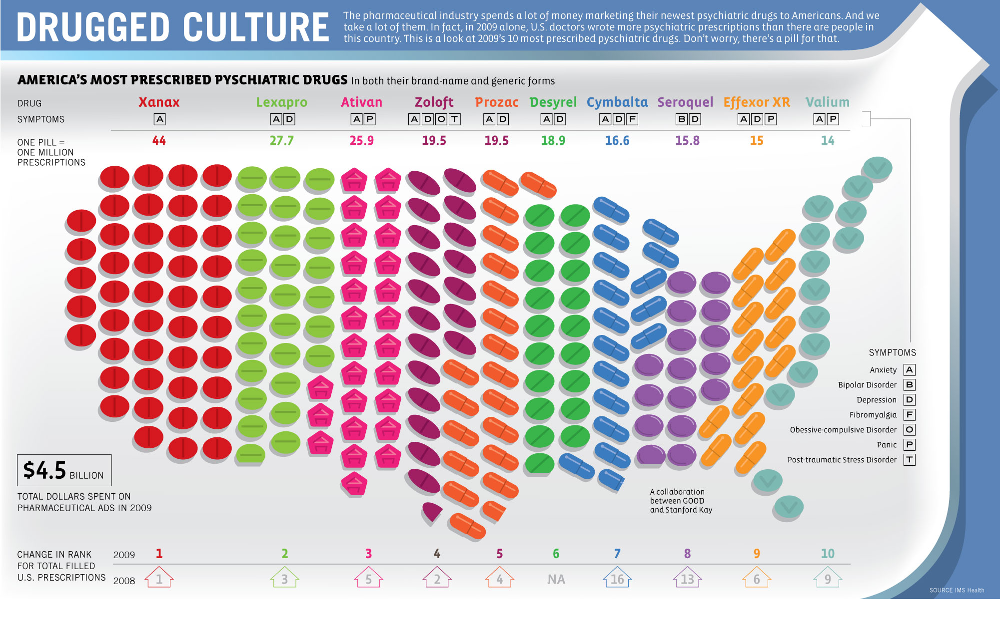 DRUGGED CULTURE
The pharmaceutical industry spends a lot of money marketing their newest psychiatric drugs to Americans. And we
take a lot of them. In fact, in 2009 alone, U.S. doctors wrote more psychiatric prescriptions than there are people in
this country. This is a look at 2009's 10 most prescribed pyschiatric drugs. Don't worry, there's a pill for that.
AMERICA'S MOST PRESCRIBED PYSCHIATRIC DRUGS In both their brand-name and generic forms
DRUG Xanax Lexapro Ativan Zoloft Prozac Desyrel Cymbalta Seroquel Effexor XR Valium
SYMPTOMS A A D A P A D O T A D A D A D F B D A D P A P
ONE PILL =
ONE MILLION
PRESCRIPTIONS
44 27.7 25.9 19.5 19.5 18.9 16.6 15.8 15 14
SYMPTOMS
Anxiety A
Bipolar Disorder B
Depression D
Fibromyalgia F
Obessive-compulsive Disorder O
Panic P
Post-traumatic Stress Disorder T
$4.5 BILLION
TOTAL DOLLARS SPENT ON
PHARMACEUTICAL ADS IN 2009
A collaboration
between GOOD
and Stanford Kay
CHANGE IN RANK
FOR TOTAL FILLED
U.S. PRESCRIPTIONS
2009 1 2 3 4 5 6 7 8 9 10
2008 1 3 5 2 4 NA 16 13 6 9
SOURCE IMS Health